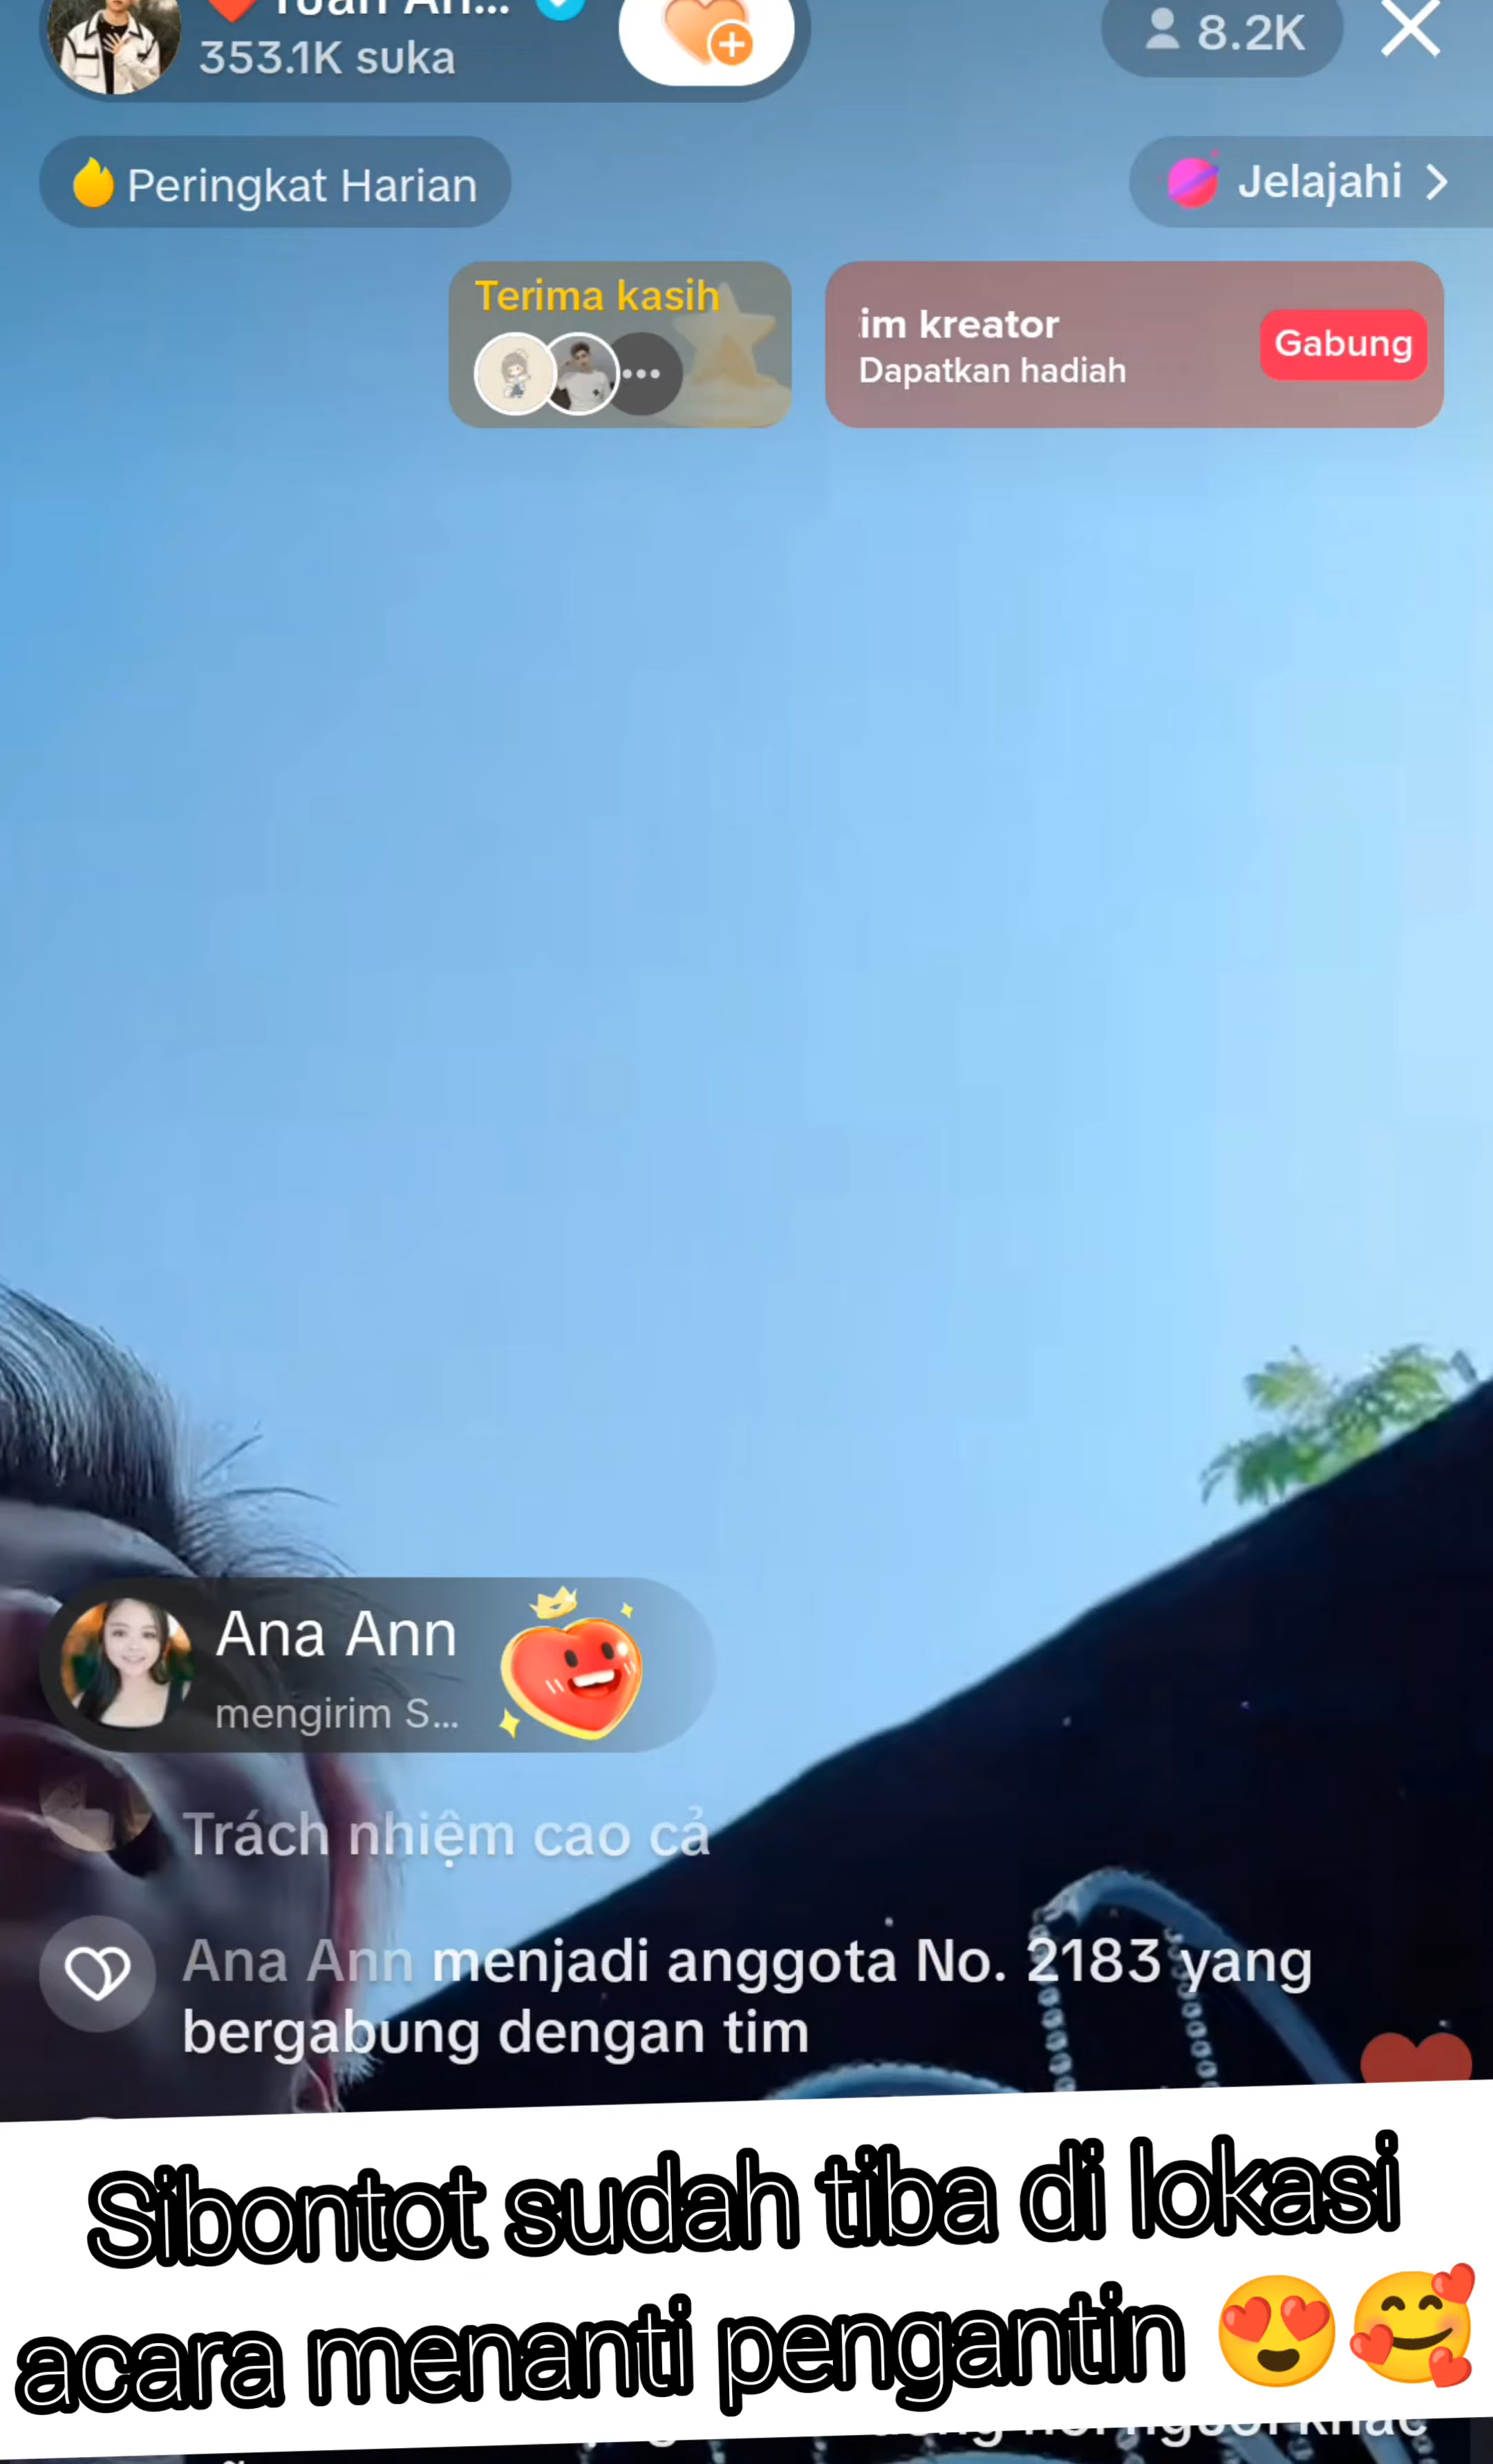 353.1K suka
8.2K
Peringkat Harian
Jelajahi
Terima kasih
im kreator
Dapatkan hadiah
Gabung
Ana Ann
mengirim S...
Trách nhiệm cao cả
Ana Ann menjadi anggota No. 2183 yang
bergabung dengan tim
Sibontot sudah tiba di lokasi
acara menanti pengantin 😍🥰